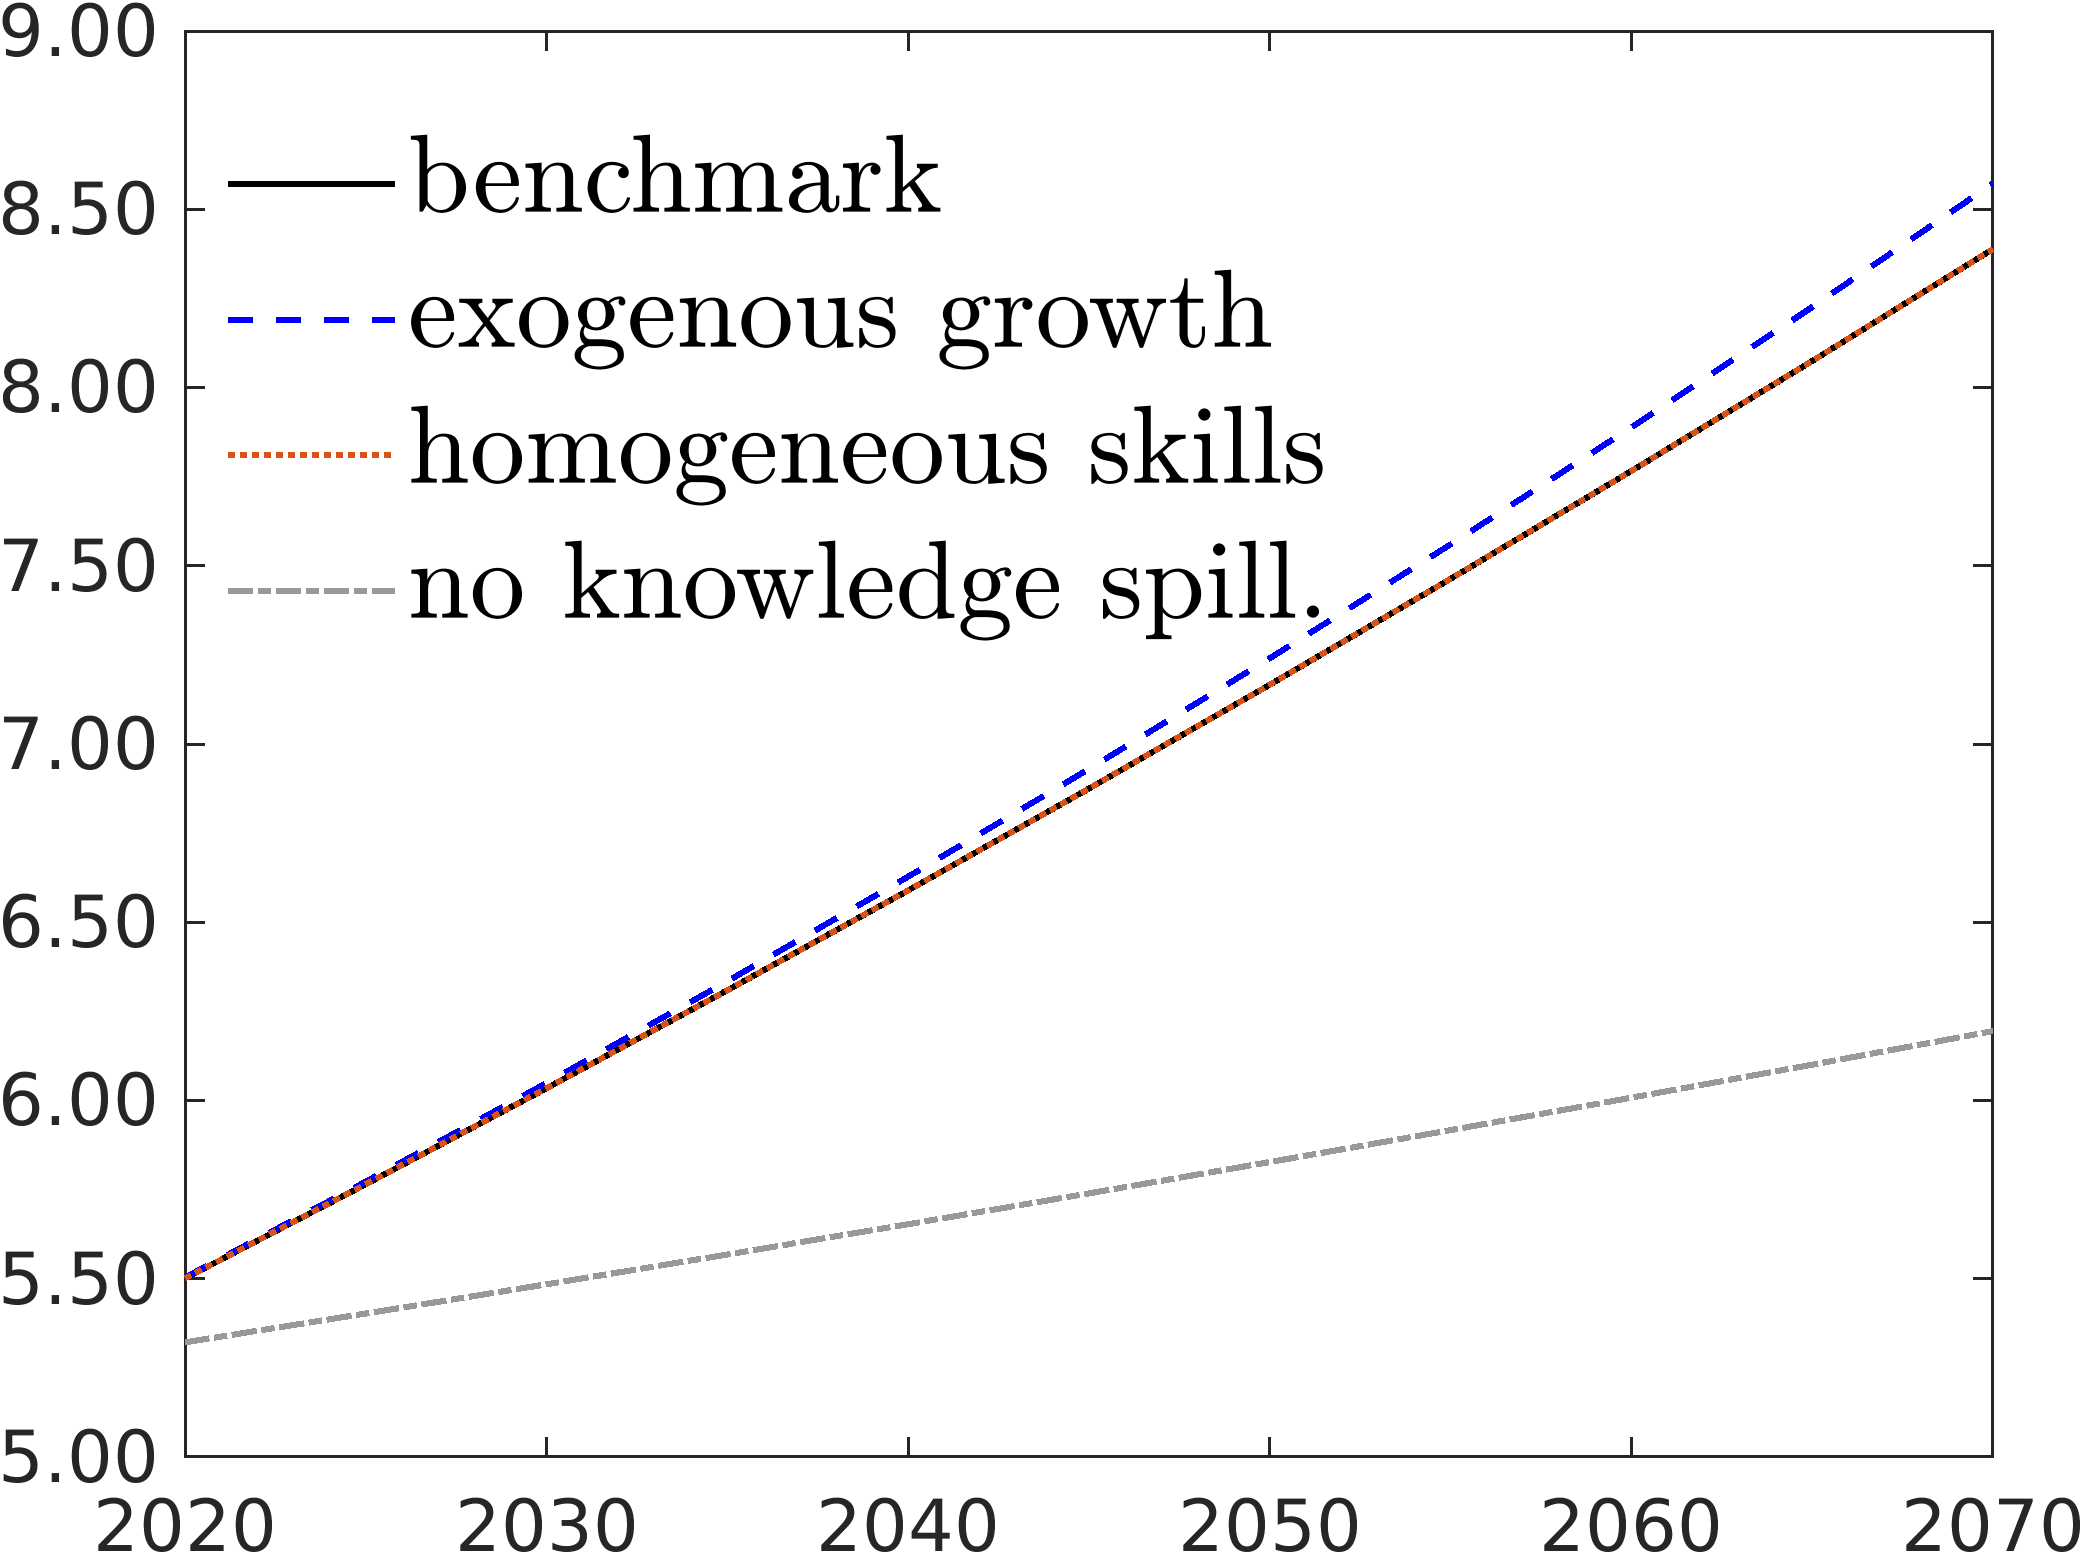 9.00
8.50
8.00
7.50
7.00
6.50
6.00
5.50
5.00
benchmark
exogenous growth
homogeneous skills
no knowledge spill.
2020 2030 2040 2050 2060 2070